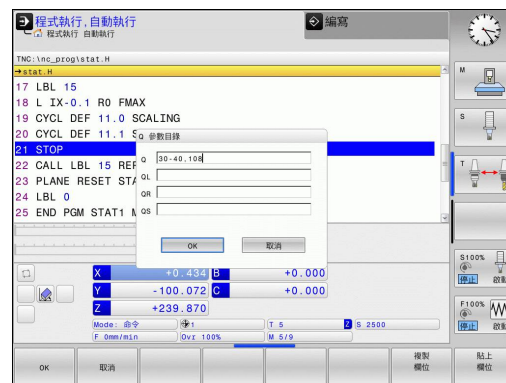 程式執行,自動執行
程式執行 自動執行
編寫
TNC:\nc_prog\stat.H
→stat.H
17 LBL 15
18 L IX-0.1 R0 FMAX
19 CYCL DEF 11.0 SCALING
20 CYCL DEF 11.1 S
21 STOP
22 CALL LBL 15 REP
23 PLANE RESET STA
24 LBL 0
25 END PGM STAT1 M
Q 參數目錄
Q 30-40,108
QL
QR
QS
OK 取消
X +0.434 B +0.000
Y -100.072 C +0.000
Z +239.870
Mode: 命令 1 T 5 Z S 2500
F 0mm/min Ovr 100% M 5/9
M
S
T
S100%
停止 啟動
F100%
停止 啟動
OK 取消 複製 欄位 貼上 欄位